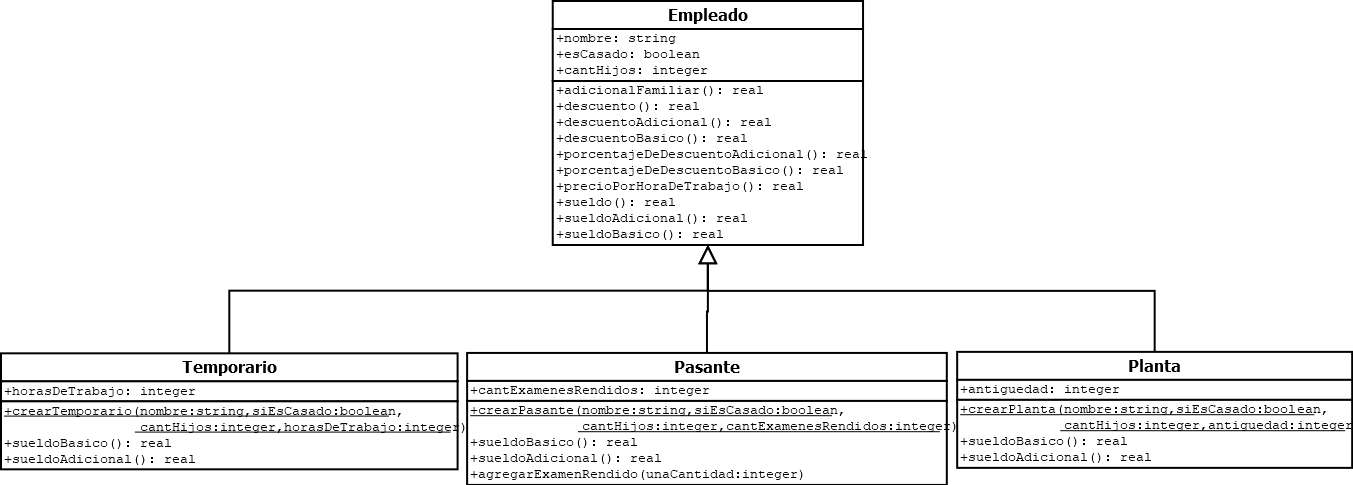 Empleado
+nombre: string
+esCasado: boolean
+cantHijos: integer
+adicionalFamiliar(): real
+descuento(): real
+descuentoAdicional(): real
+descuentoBasico(): real
+porcentajeDeDescuentoAdicional(): real
+porcentajeDeDescuentoBasico(): real
+precioPorHoraDeTrabajo(): real
+sueldo(): real
+sueldoAdicional(): real
+sueldoBasico(): real
Temporario
+horasDeTrabajo: integer
+crearTemporario(nombre:string,siEsCasado:boolean,
cantHijos:integer,horasDeTrabajo:integer)
+sueldoBasico(): real
+sueldoAdicional(): real
Pasante
+cantExamenesRendidos: integer
+crearPasante(nombre:string,siEsCasado:boolean,
cantHijos:integer,cantExamenesRendidos:integer)
+sueldoBasico(): real
+sueldoAdicional(): real
+agregarExamenRendido(unaCantidad:integer)
Planta
+antiguedad: integer
+crearPlanta(nombre:string,siEsCasado:boolean,
cantHijos:integer,antiguedad:integer
+sueldoBasico(): real
+sueldoAdicional(): real